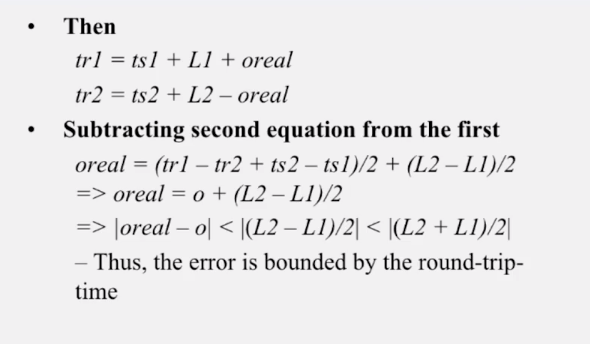 • Then
tr1 = ts1 + L1 + oreal
tr2 = ts2 + L2 – oreal
• Subtracting second equation from the first
oreal = (tr1 – tr2 + ts2 – ts1)/2 + (L2 – L1)/2
=> oreal = o + (L2 – L1)/2
=> |oreal – o| < |(L2 – L1)/2| < |(L2 + L1)/2|
– Thus, the error is bounded by the round-trip-
time